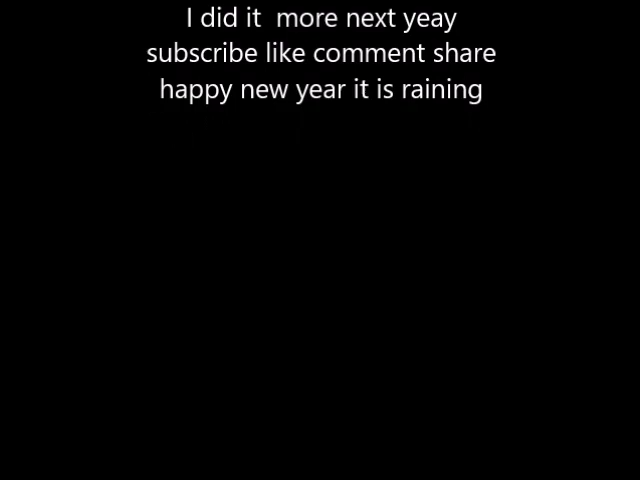 I did it  more next yeay
subscribe like comment share
happy new year it is raining